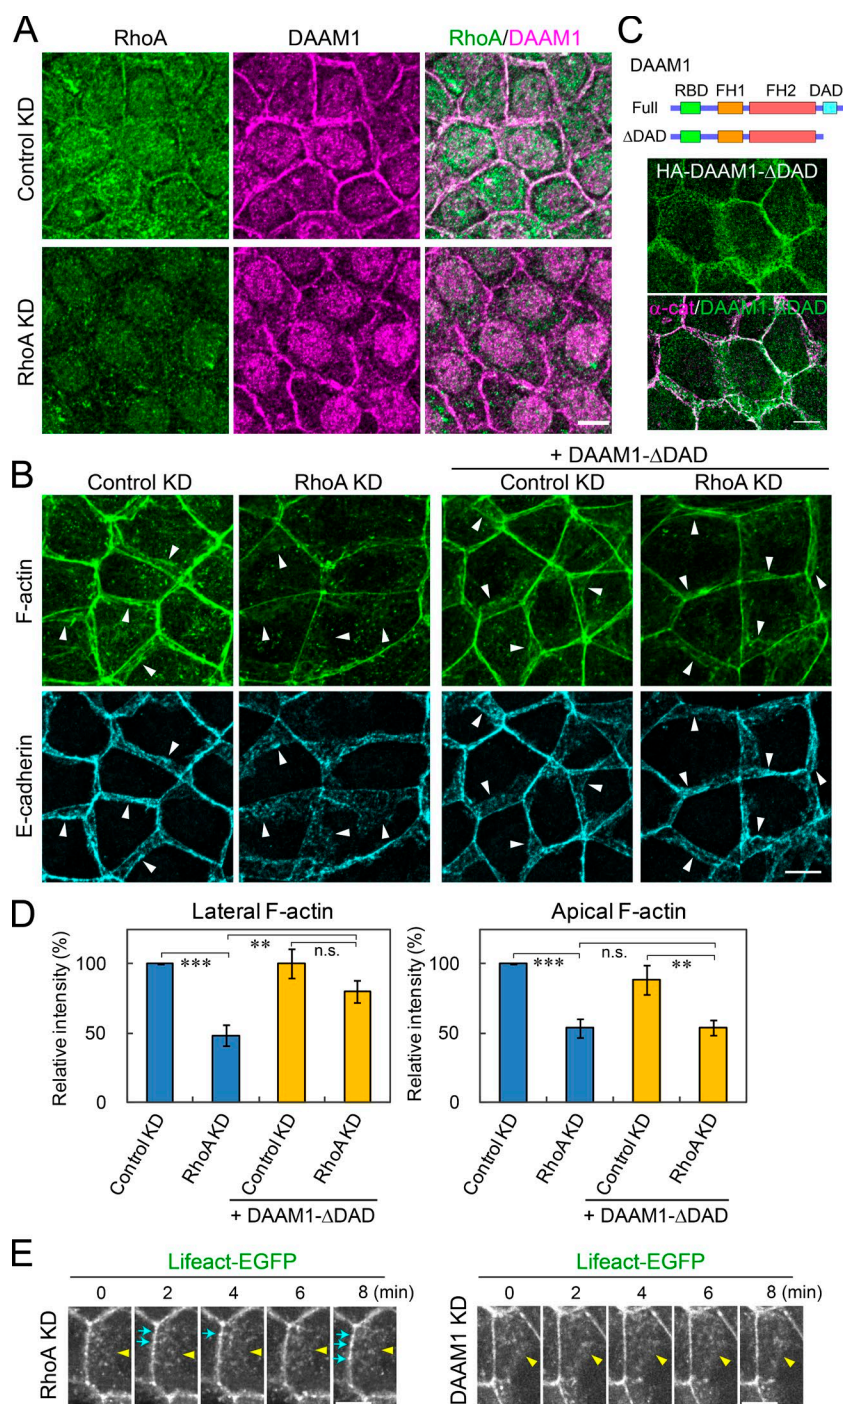 A
RhoA
DAAM1
RhoA/DAAM1
Control KD
RhoA KD
C
DAAM1
RBD FH1 FH2 DAD
Full
ΔDAD
HA-DAAM1-ΔDAD
α-cat/DAAM1-ΔDAD
B
+ DAAM1-ΔDAD
Control KD
RhoA KD
Control KD
RhoA KD
F-actin
E-cadherin
D
Lateral F-actin
Relative intensity (%)
100
50
0
***
**
n.s.
Control KD
RhoA KD
Control KD
RhoA KD
+ DAAM1-ΔDAD
Apical F-actin
Relative intensity (%)
100
50
0
***
n.s.
**
Control KD
RhoA KD
Control KD
RhoA KD
+ DAAM1-ΔDAD
E
Lifeact-EGFP
0 2 4 6 8 (min)
RhoA KD
Lifeact-EGFP
0 2 4 6 8 (min)
DAAM1 KD